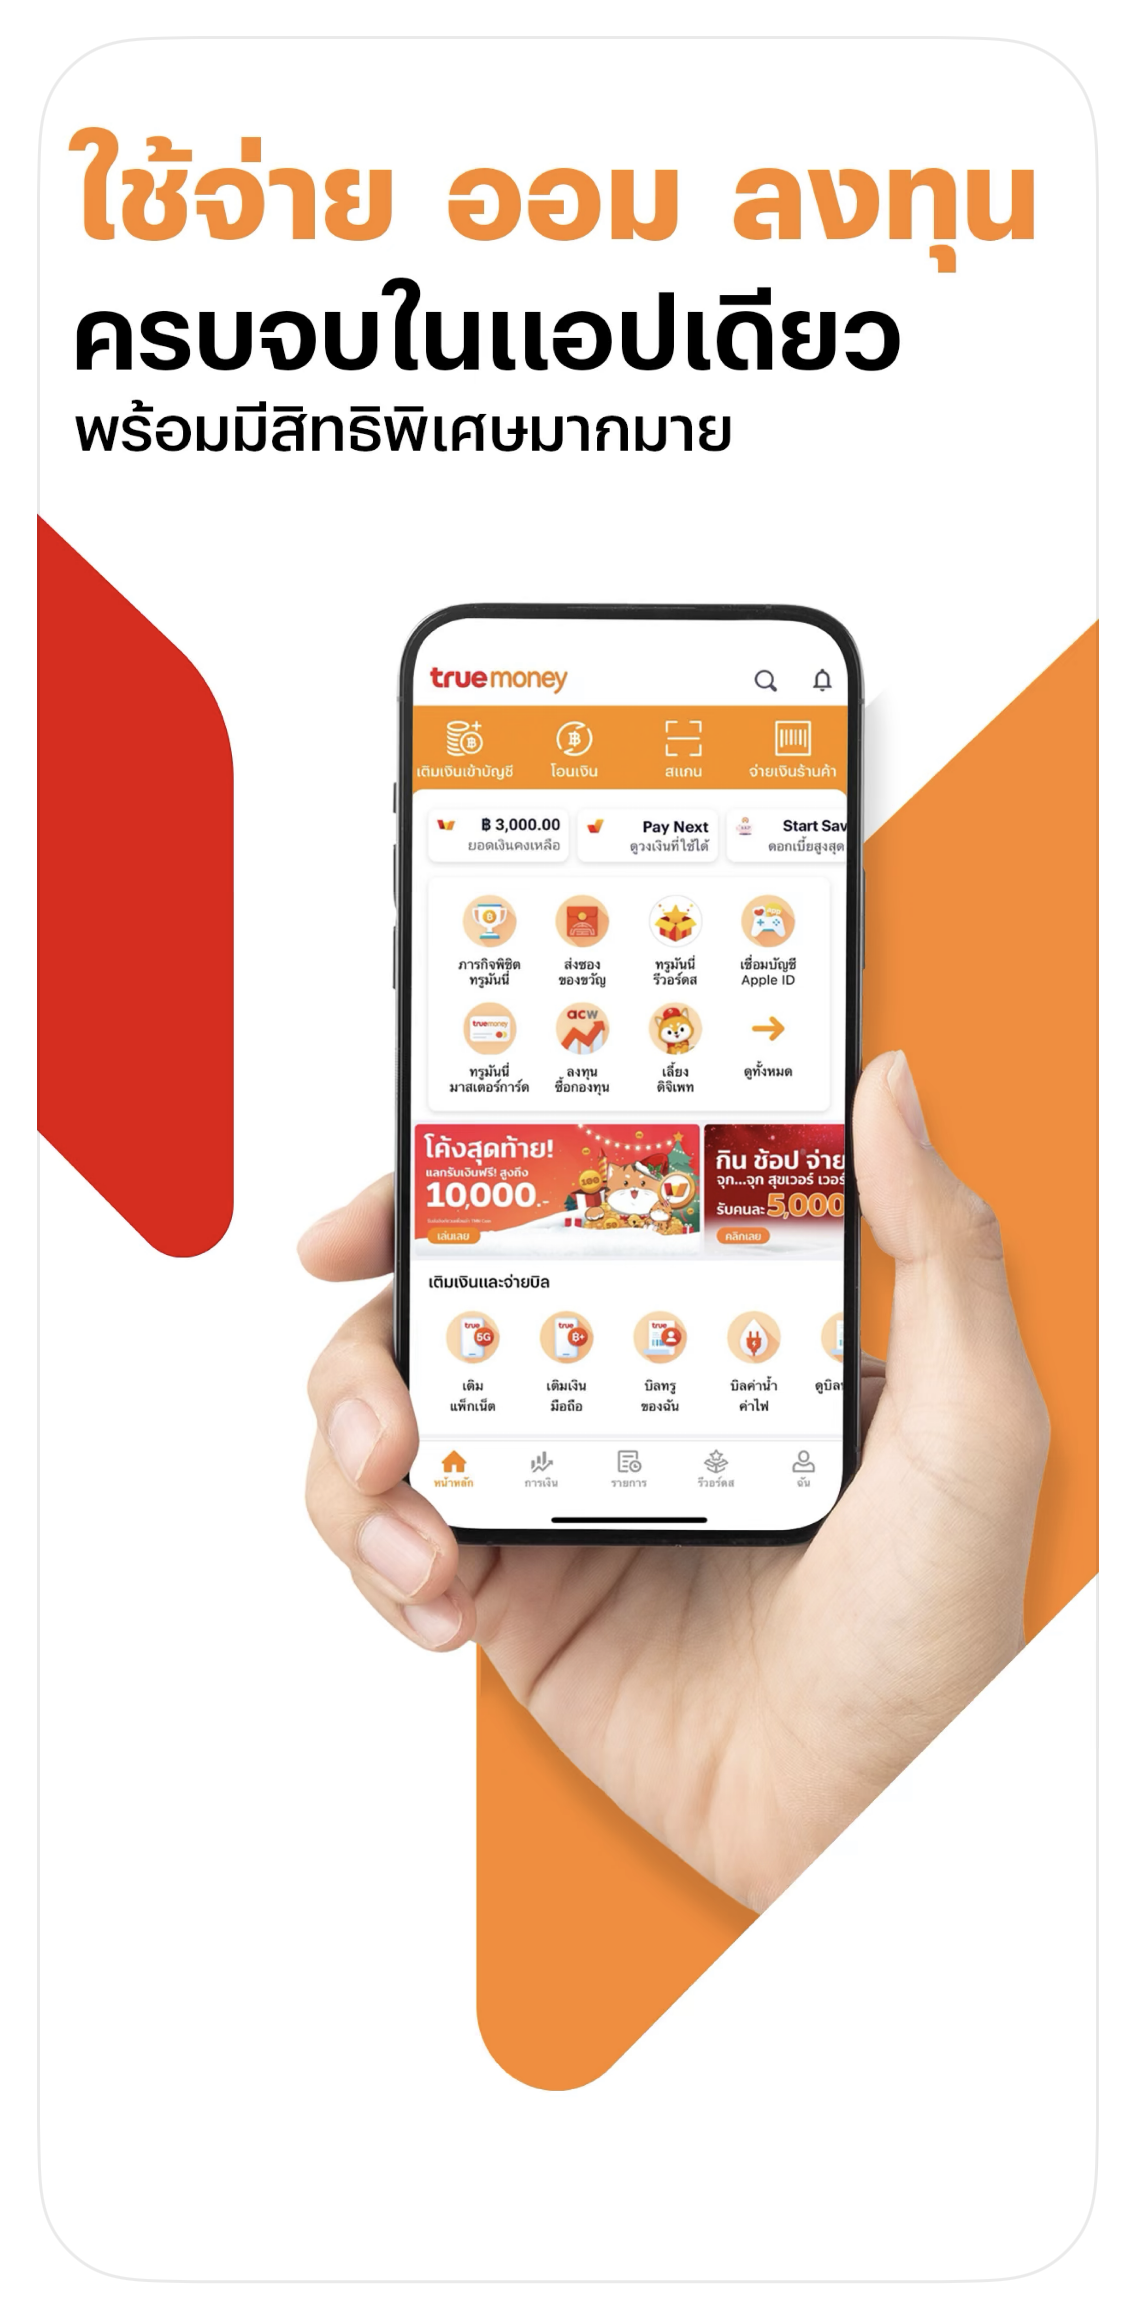 ใช้จ่าย ออม ลงทุน
ครบจบในแอปเดียว
พร้อมมีสิทธิพิเศษมากมาย
truemoney
เติมเงินเข้าบัญชี โอนเงิน สแกน จ่ายเงินร้านค้า
฿ 3,000.00 Pay Next Start Sav
ยอดเงินคงเหลือ ดูวงเงินที่ใช้ได้ ดอกเบี้ยสูงสุด
ภารกิจพิชิต ส่งซอง ทรูมันนี่ เชื่อมบัญชี
ทรูมันนี่ ของขวัญ รีวอร์ดส Apple ID
truemoney acw
ทรูมันนี่ ลงทุน เลี้ยง ดูทั้งหมด
มาสเตอร์การ์ด ซื้อกองทุน ดิจิเพท
โค้งสุดท้าย!
แลกรับเงินฟรี! สูงถึง
10,000.-
เล่นเลย
100
กิน ช้อป จ่าย
จุก...จุก สุขเวอร์ เวอร์
รับคนละ 5,000
คลิกเลย
เติมเงินและจ่ายบิล
true 5G true ฿+ true
เติม เติมเงิน บิลทรู บิลค่าน้ำ ดูบิล
แพ็กเน็ต มือถือ ของฉัน ค่าไฟ
หน้าหลัก การเงิน รายการ รีวอร์ดส ฉัน